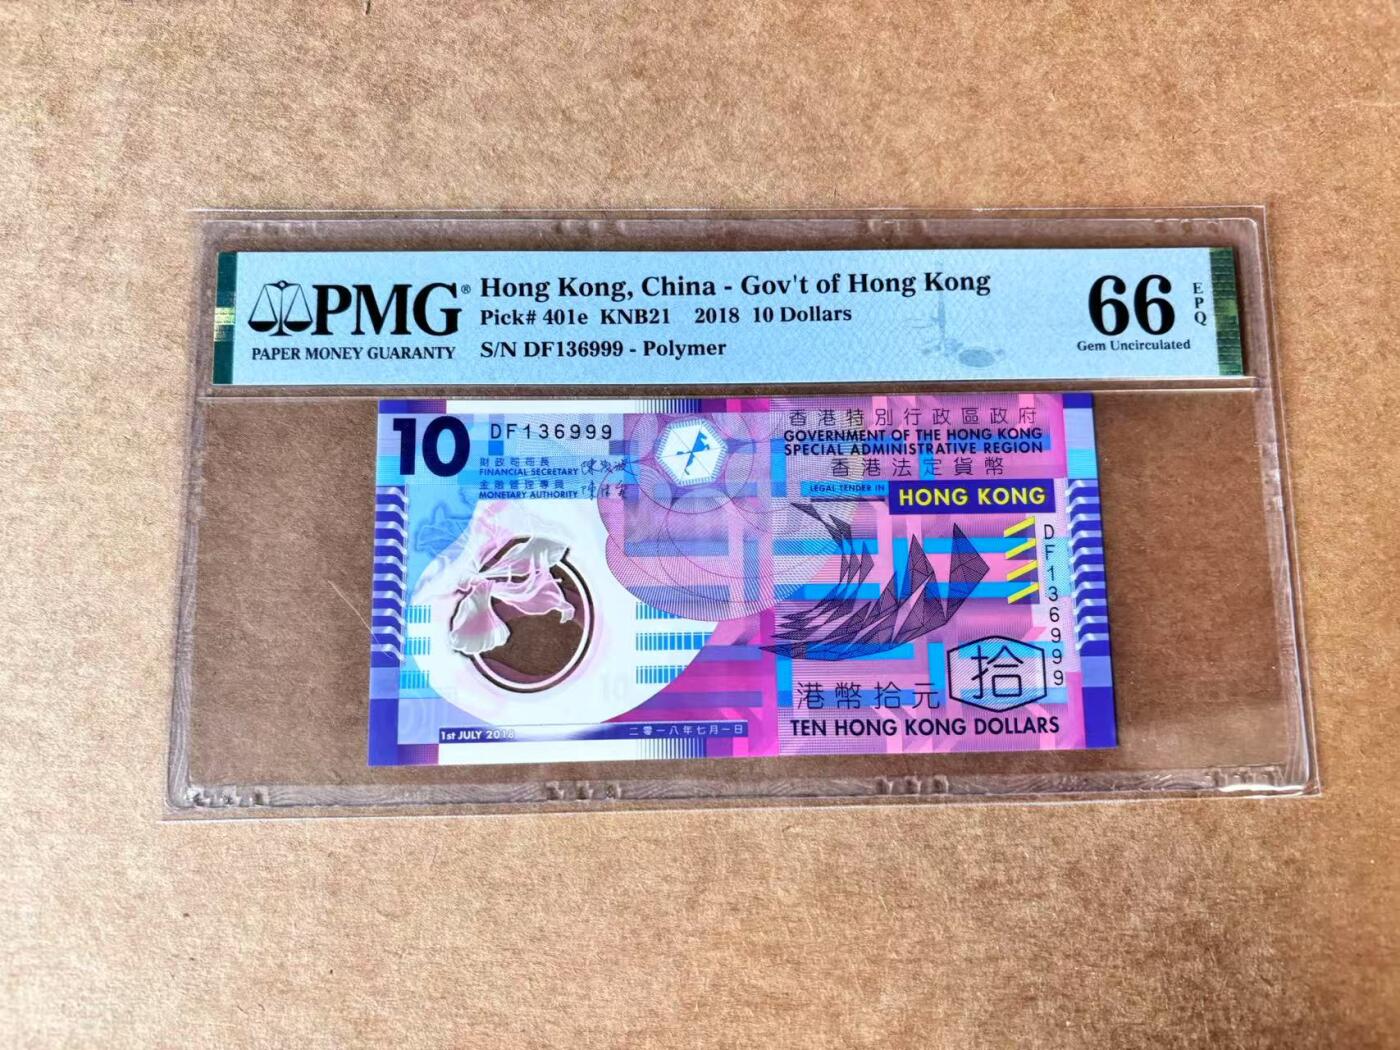 PMG®
PAPER MONEY GUARANTY
Hong Kong, China - Gov't of Hong Kong
Pick# 401e KNB21 2018 10 Dollars
S/N DF136999 - Polymer
66
EPQ
Gem Uncirculated
10
DF136999
財政司司長
FINANCIAL SECRETARY
金融管理專員
MONETARY AUTHORITY
香港特別行政區政府
GOVERNMENT OF THE HONG KONG
SPECIAL ADMINISTRATIVE REGION
香港法定貨幣
LEGAL TENDER IN
HONG KONG
DF136999
拾
港幣拾元
TEN HONG KONG DOLLARS
1st JULY 2018
二零一八年七月一日